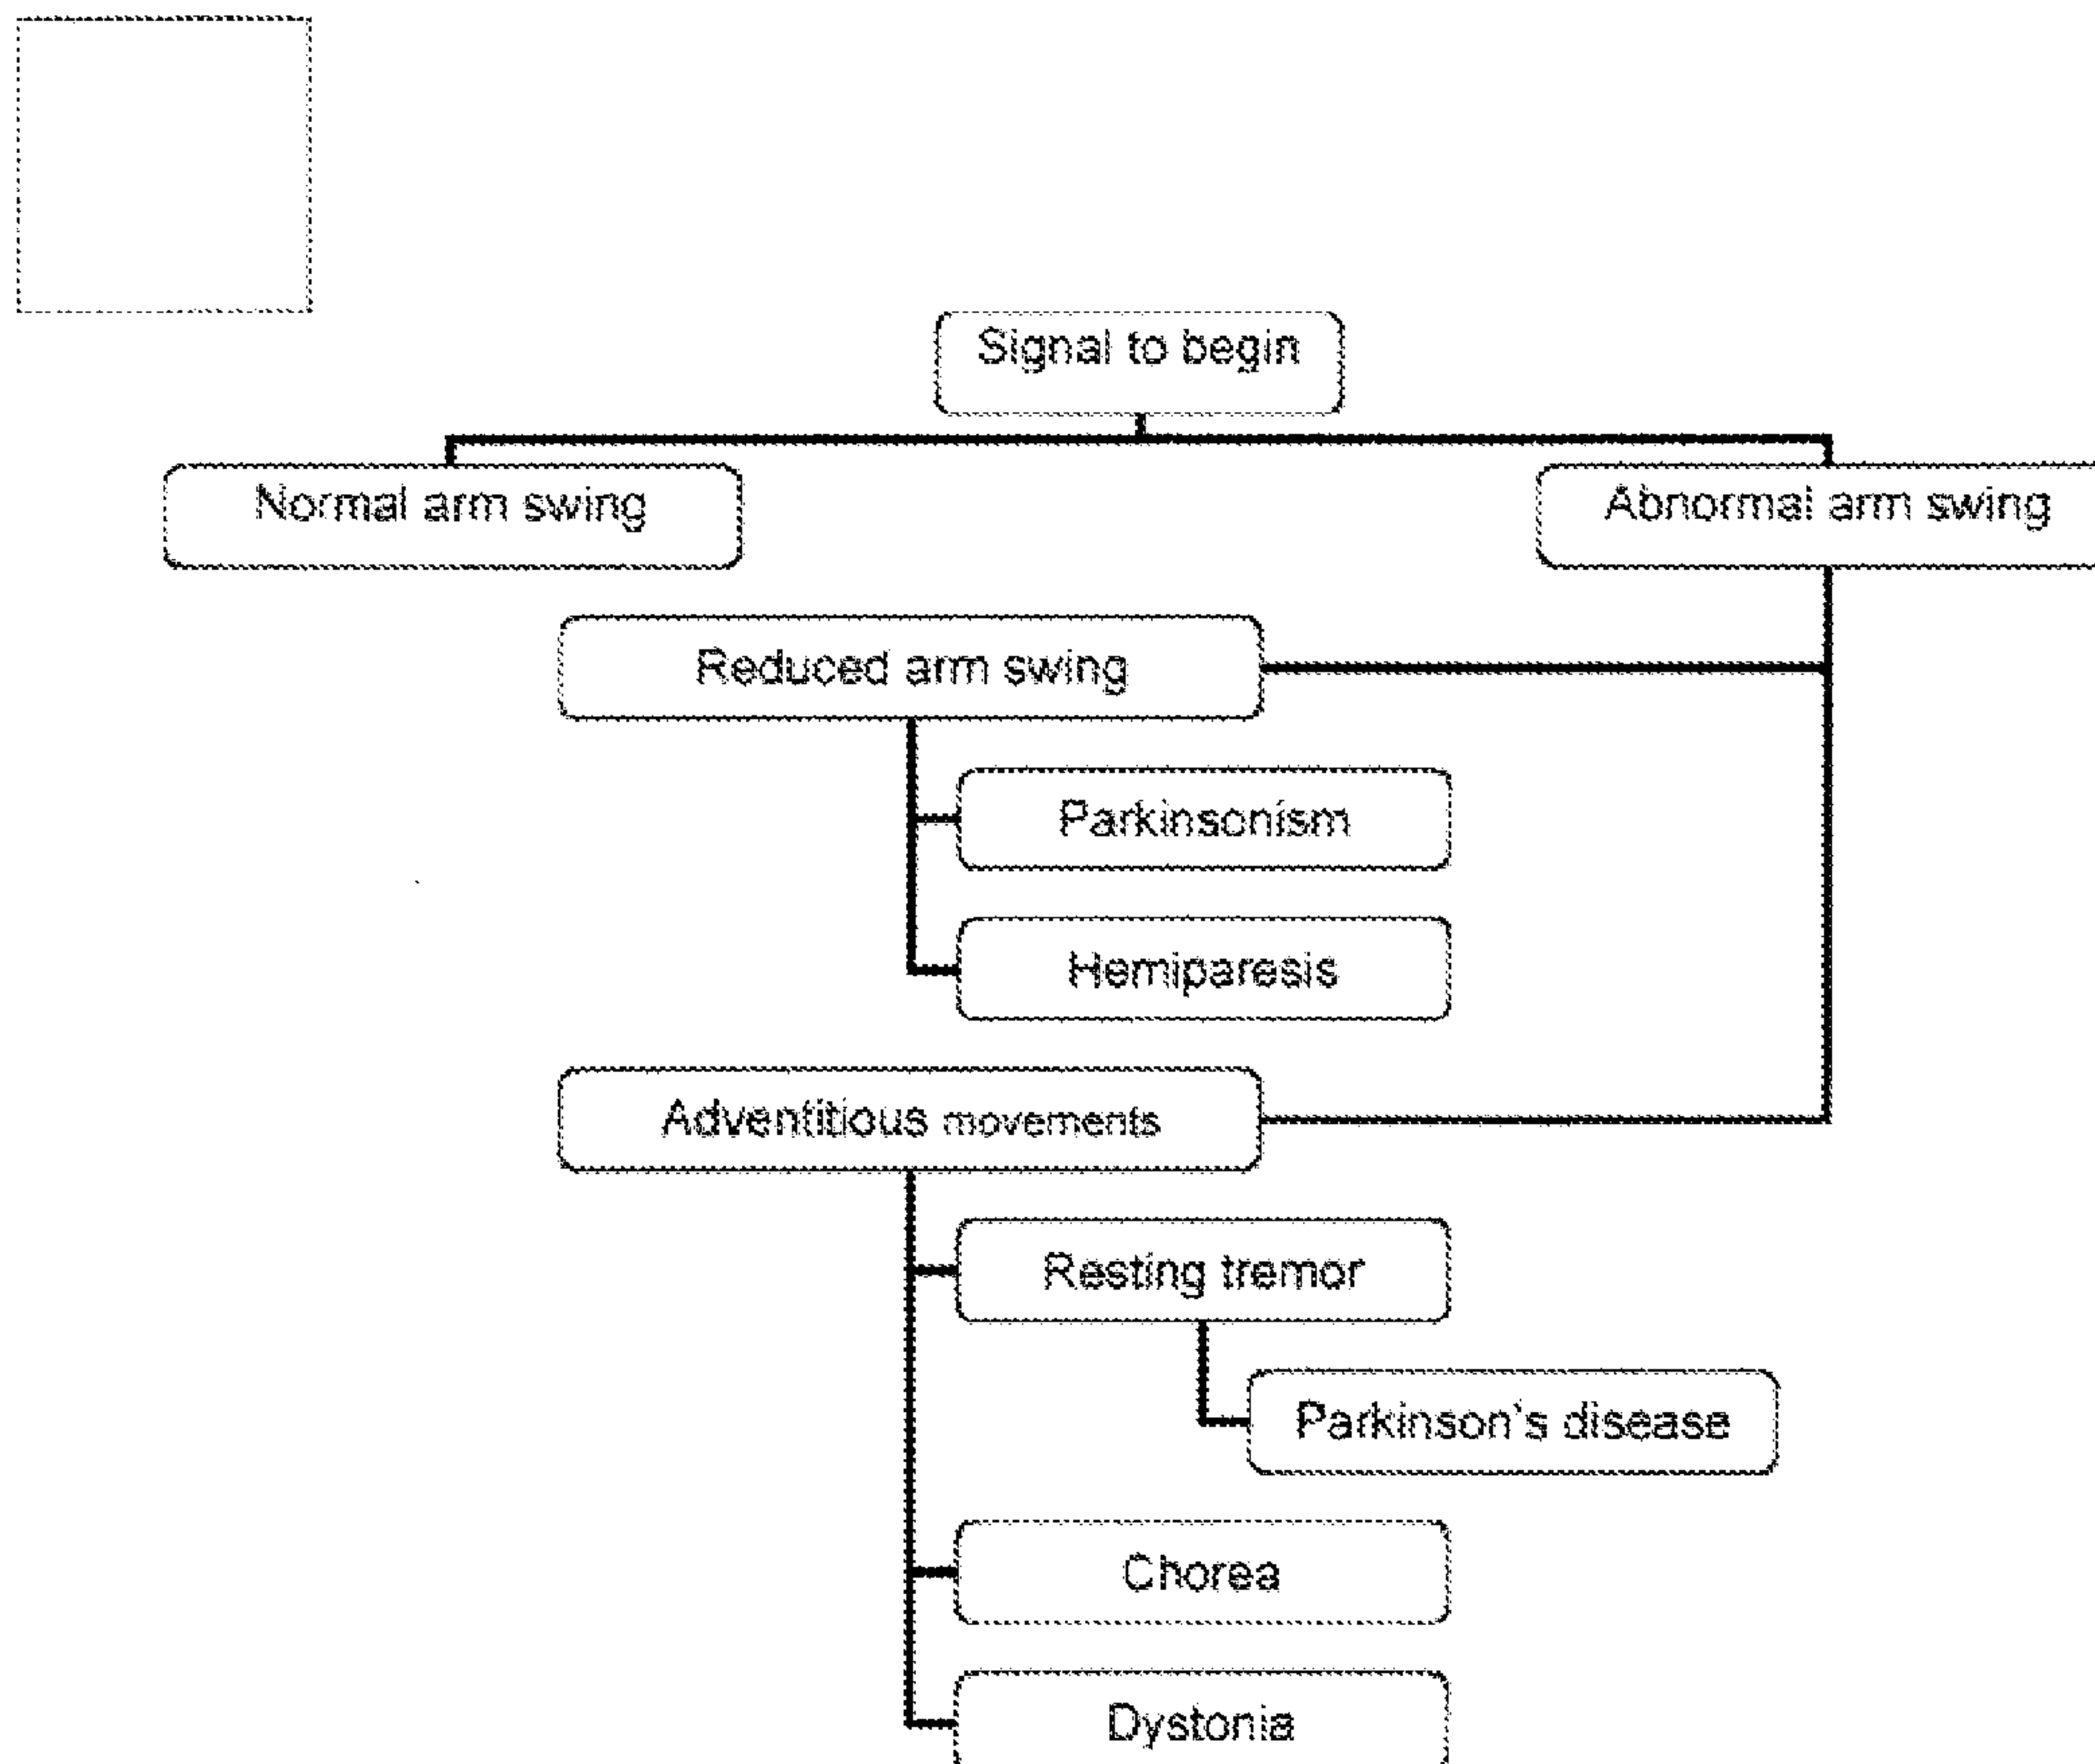 Signal to begin
Normal arm swing
Abnormal arm swing
Reduced arm swing
Parkinsonism
Hemiparesis
Adventitious movements
Resting tremor
Parkinson's disease
Chorea
Dystonia